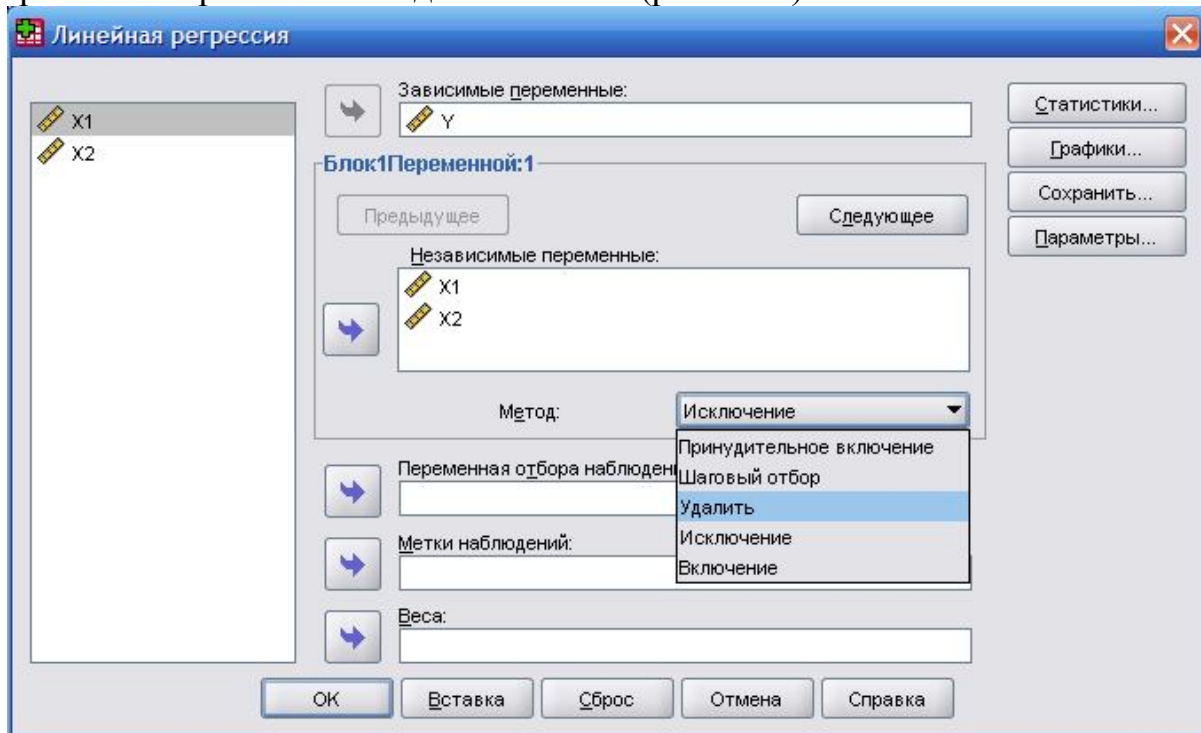 Линейная регрессия
X1
X2
Зависимые переменные:
Y
Блок1Переменной:1
Предыдущее
Следующее
Независимые переменные:
X1
X2
Метод:
Исключение
Принудительное включение
Шаговый отбор
Удалить
Исключение
Включение
Переменная отбора наблюден
Метки наблюдений:
Веса:
Статистики...
Графики...
Сохранить...
Параметры...
OK
Вставка
Сброс
Отмена
Справка